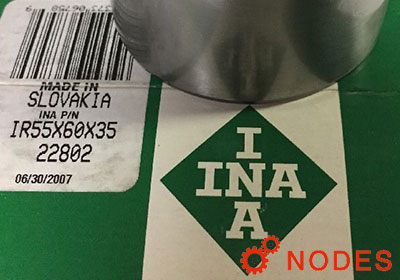 MADE IN
SLOVAKIA
INA P/N
IR55X60X35
22802
06/30/2007
I
INA
A
NODES